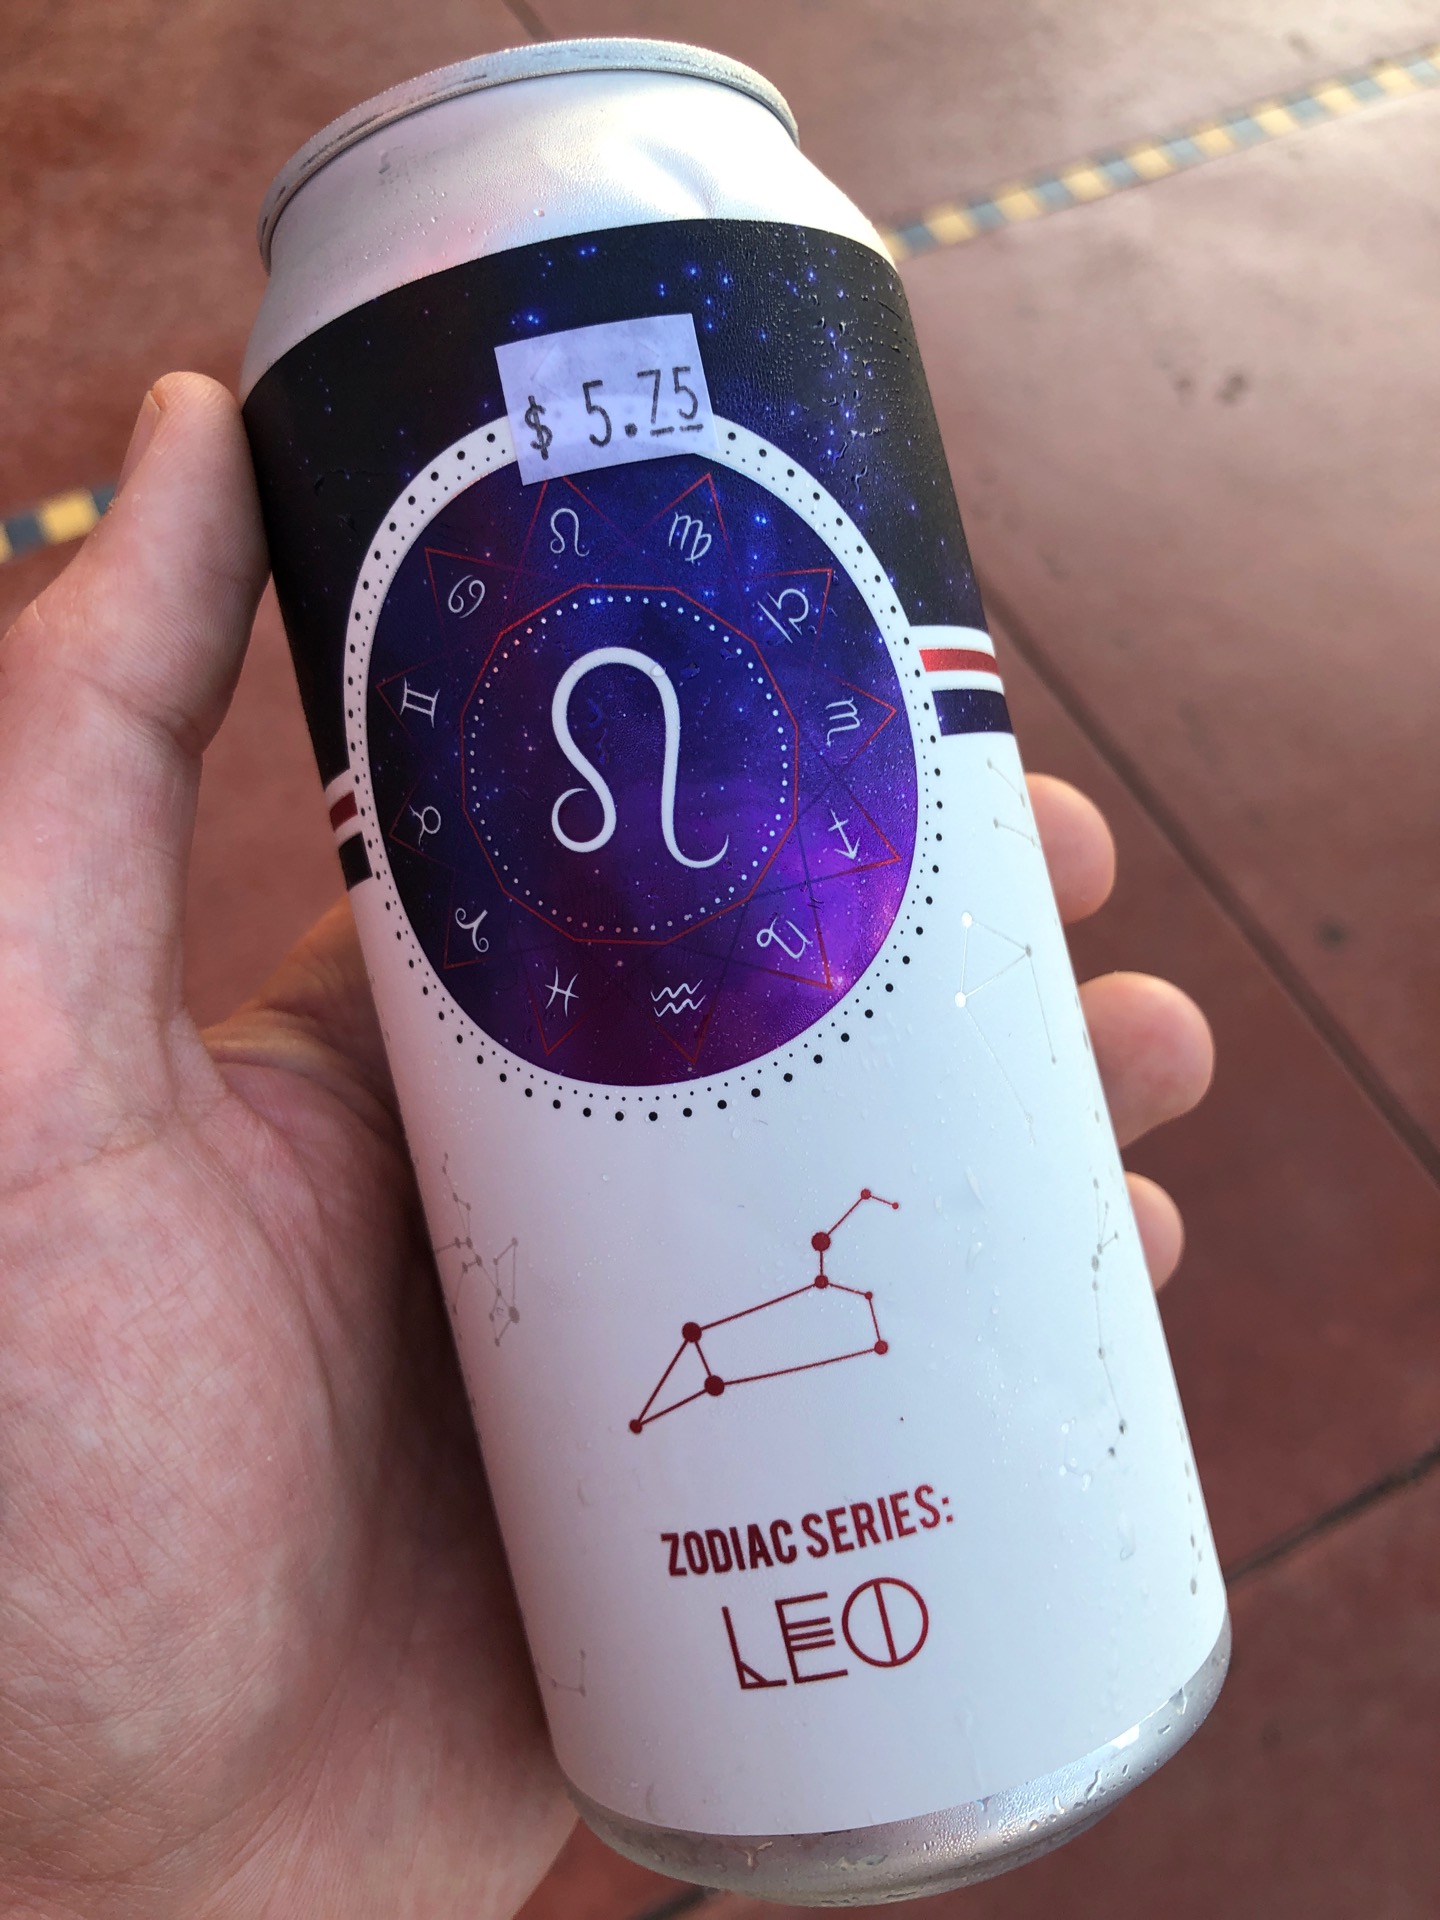 $ 5.75
♌ ♍
♋ ♎
♊ ♌ ♏
♉ ♐
♈ ♑
♓ ♒
ZODIAC SERIES:
LEO